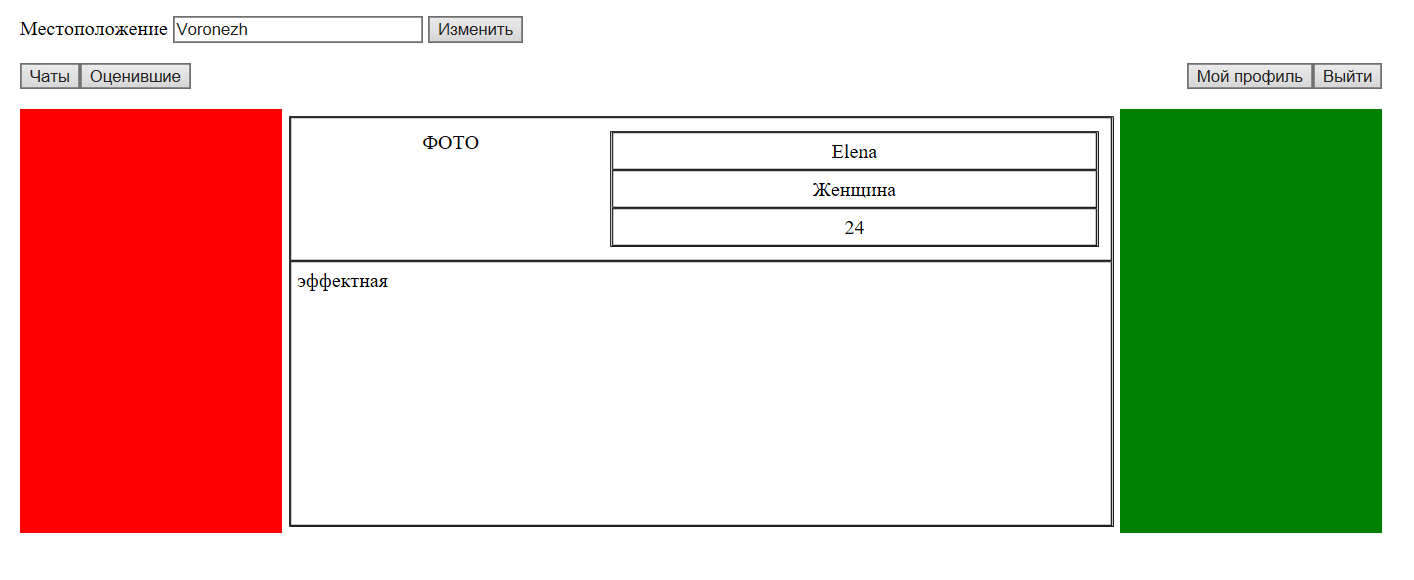 Местоположение Voronezh Изменить
Чаты Оценившие Мой профиль Выйти
ФОТО
Elena
Женщина
24
эффектная